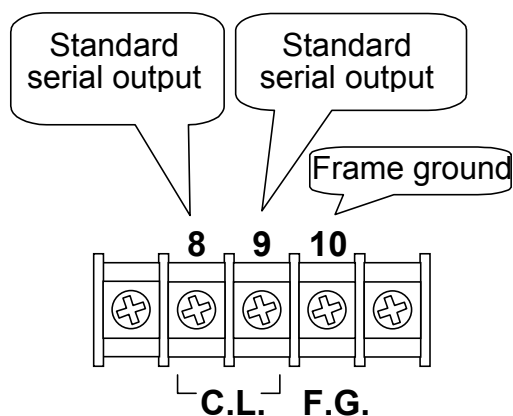 Standard
serial output
Standard
serial output
Frame ground
8 9 10
C.L. F.G.